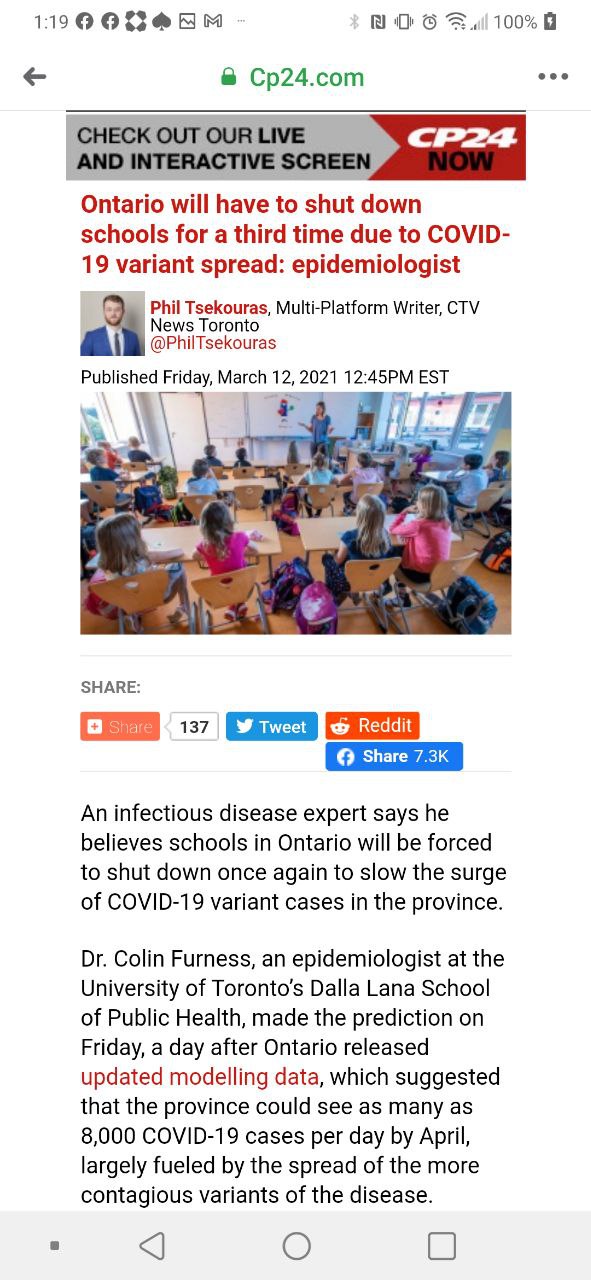 1:19
100%
Cp24.com
CHECK OUT OUR LIVE
AND INTERACTIVE SCREEN
CP24
NOW
Ontario will have to shut down
schools for a third time due to COVID-
19 variant spread: epidemiologist
Phil Tsekouras, Multi-Platform Writer, CTV
News Toronto
@PhilTsekouras
Published Friday, March 12, 2021 12:45PM EST
SHARE:
Share 137 Tweet Reddit
Share 7.3K
An infectious disease expert says he
believes schools in Ontario will be forced
to shut down once again to slow the surge
of COVID-19 variant cases in the province.
Dr. Colin Furness, an epidemiologist at the
University of Toronto’s Dalla Lana School
of Public Health, made the prediction on
Friday, a day after Ontario released
updated modelling data, which suggested
that the province could see as many as
8,000 COVID-19 cases per day by April,
largely fueled by the spread of the more
contagious variants of the disease.